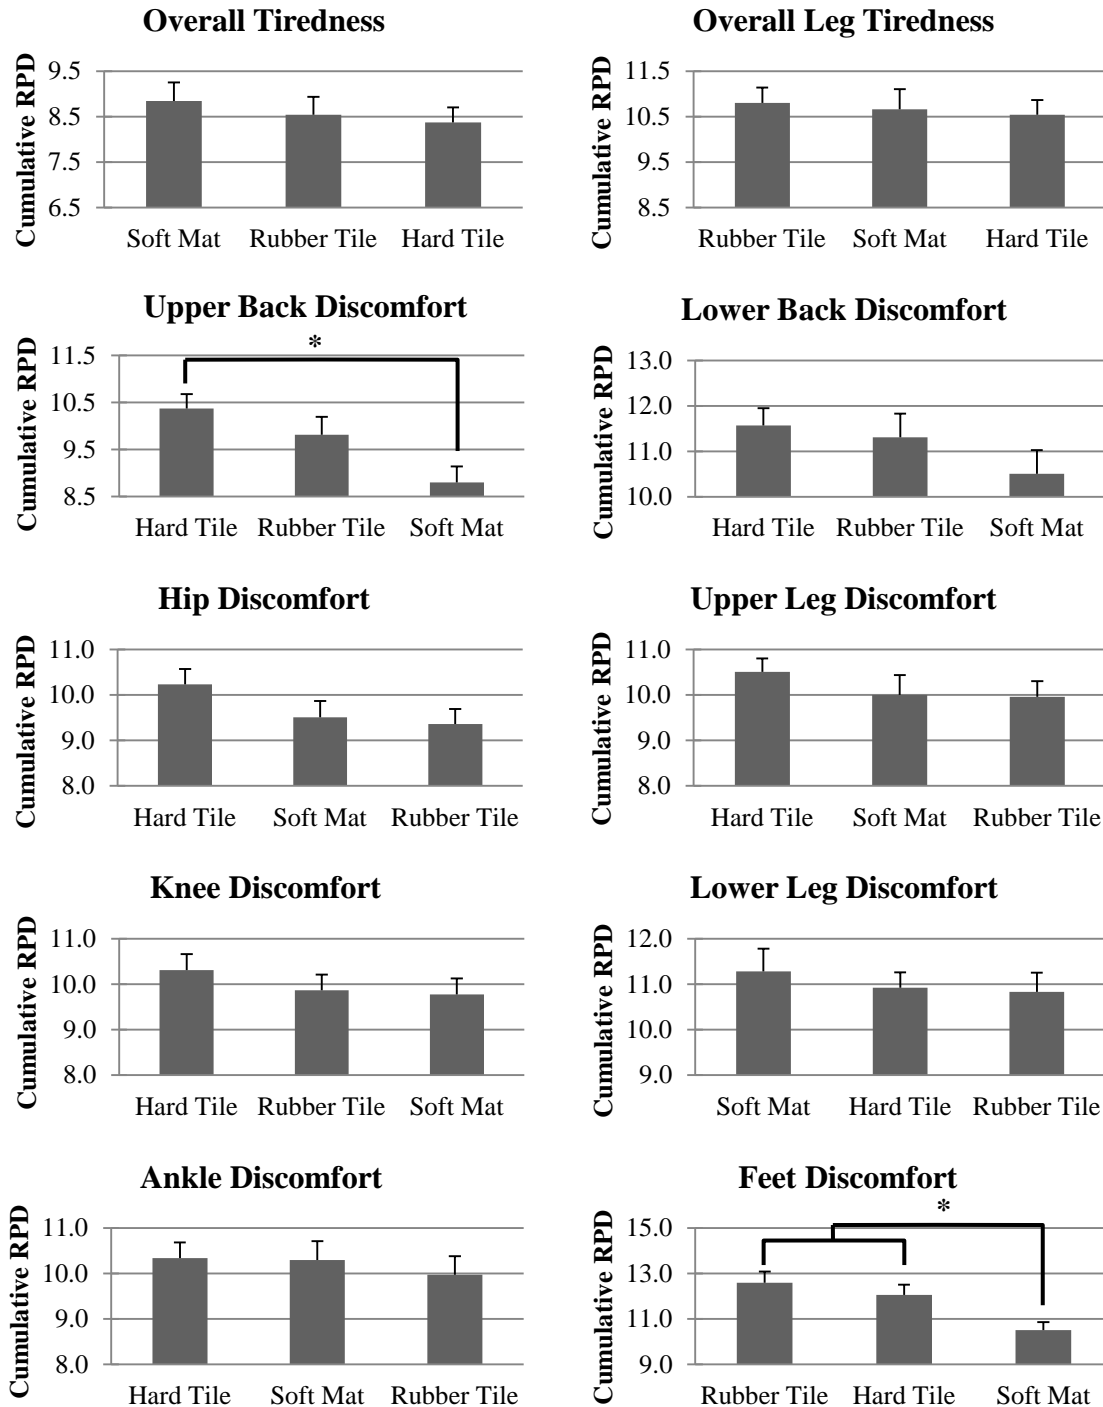 Overall Tiredness
Cumulative RPD
9.5
8.5
7.5
6.5
Soft Mat Rubber Tile Hard Tile
Overall Leg Tiredness
Cumulative RPD
11.5
10.5
9.5
8.5
Rubber Tile Soft Mat Hard Tile
Upper Back Discomfort
Cumulative RPD
*
11.5
10.5
9.5
8.5
Hard Tile Rubber Tile Soft Mat
Lower Back Discomfort
Cumulative RPD
13.0
12.0
11.0
10.0
Hard Tile Rubber Tile Soft Mat
Hip Discomfort
Cumulative RPD
11.0
10.0
9.0
8.0
Hard Tile Soft Mat Rubber Tile
Upper Leg Discomfort
Cumulative RPD
11.0
10.0
9.0
8.0
Hard Tile Soft Mat Rubber Tile
Knee Discomfort
Cumulative RPD
11.0
10.0
9.0
8.0
Hard Tile Rubber Tile Soft Mat
Lower Leg Discomfort
Cumulative RPD
12.0
11.0
10.0
9.0
Soft Mat Hard Tile Rubber Tile
Ankle Discomfort
Cumulative RPD
11.0
10.0
9.0
8.0
Hard Tile Soft Mat Rubber Tile
Feet Discomfort
Cumulative RPD
*
15.0
13.0
11.0
9.0
Rubber Tile Hard Tile Soft Mat